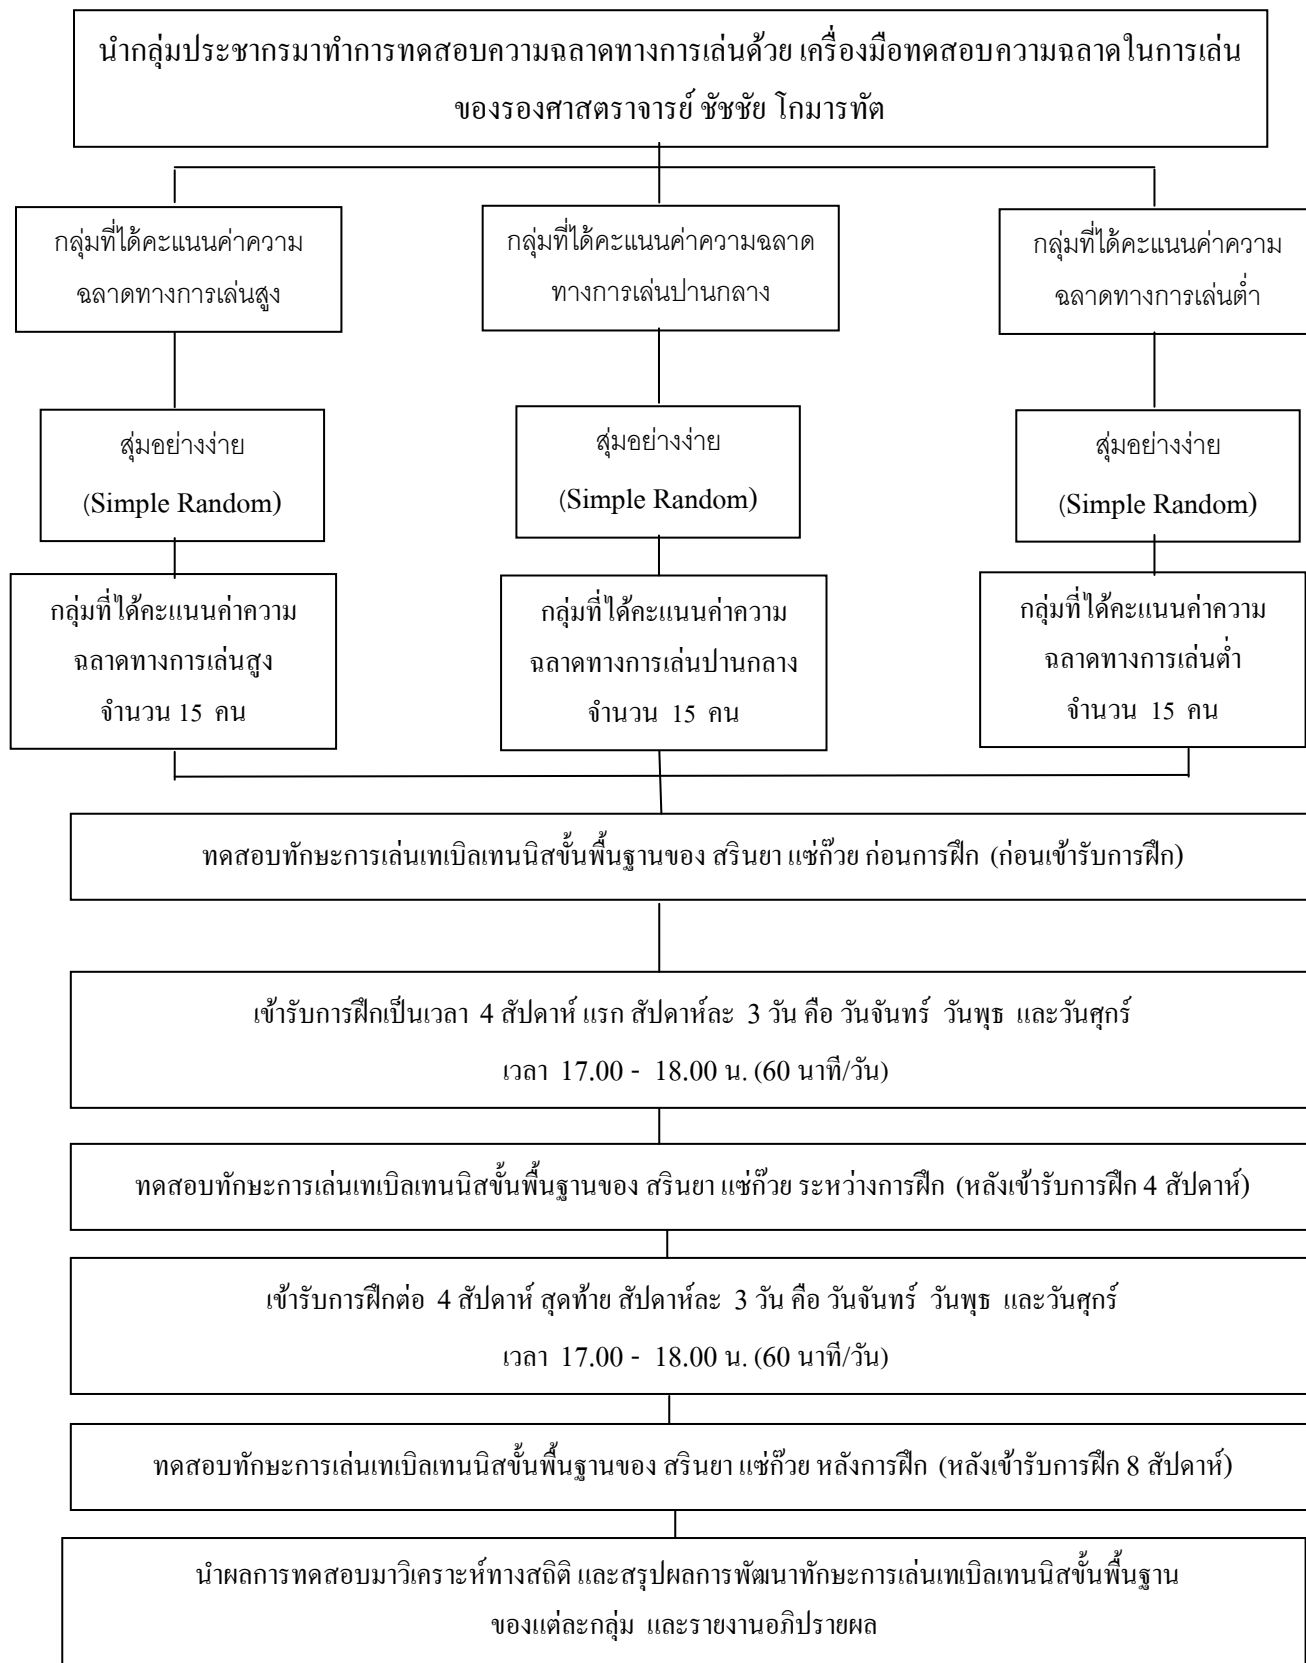 นำกลุ่มประชากรมาทำการทดสอบความฉลาดทางการเล่นด้วย เครื่องมือทดสอบความฉลาดในการเล่น
ของรองศาสตราจารย์ ชัชชัย โกมารทัต
กลุ่มที่ได้คะแนนค่าความ
ฉลาดทางการเล่นสูง
กลุ่มที่ได้คะแนนค่าความฉลาด
ทางการเล่นปานกลาง
กลุ่มที่ได้คะแนนค่าความ
ฉลาดทางการเล่นต่ำ
สุ่มอย่างง่าย
(Simple Random)
สุ่มอย่างง่าย
(Simple Random)
สุ่มอย่างง่าย
(Simple Random)
กลุ่มที่ได้คะแนนค่าความ
ฉลาดทางการเล่นสูง
จำนวน 15 คน
กลุ่มที่ได้คะแนนค่าความ
ฉลาดทางการเล่นปานกลาง
จำนวน 15 คน
กลุ่มที่ได้คะแนนค่าความ
ฉลาดทางการเล่นต่ำ
จำนวน 15 คน
ทดสอบทักษะการเล่นเทเบิลเทนนิสขั้นพื้นฐานของ สรินยา แซ่ก๊วย ก่อนการฝึก (ก่อนเข้ารับการฝึก)
เข้ารับการฝึกเป็นเวลา 4 สัปดาห์ แรก สัปดาห์ละ 3 วัน คือ วันจันทร์ วันพุธ และวันศุกร์
เวลา 17.00 - 18.00 น. (60 นาที/วัน)
ทดสอบทักษะการเล่นเทเบิลเทนนิสขั้นพื้นฐานของ สรินยา แซ่ก๊วย ระหว่างการฝึก (หลังเข้ารับการฝึก 4 สัปดาห์)
เข้ารับการฝึกต่อ 4 สัปดาห์ สุดท้าย สัปดาห์ละ 3 วัน คือ วันจันทร์ วันพุธ และวันศุกร์
เวลา 17.00 - 18.00 น. (60 นาที/วัน)
ทดสอบทักษะการเล่นเทเบิลเทนนิสขั้นพื้นฐานของ สรินยา แซ่ก๊วย หลังการฝึก (หลังเข้ารับการฝึก 8 สัปดาห์)
นำผลการทดสอบมาวิเคราะห์ทางสถิติ และสรุปผลการพัฒนาทักษะการเล่นเทเบิลเทนนิสขั้นพื้นฐาน
ของแต่ละกลุ่ม และรายงานอภิปรายผล